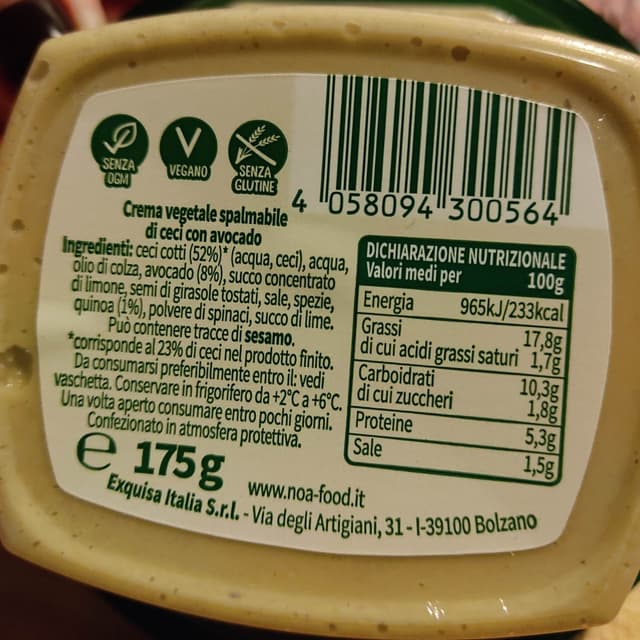 SENZA
OGM
VEGANO
SENZA
GLUTINE
4 058094 300564
Crema vegetale spalmabile
di ceci con avocado
Ingredienti: ceci cotti (52%)* (acqua, ceci), acqua,
olio di colza, avocado (8%), succo concentrato
di limone, semi di girasole tostati, sale, spezie,
quinoa (1%), polvere di spinaci, succo di lime.
Può contenere tracce di sesamo.
*corrisponde al 23% di ceci nel prodotto finito.
Da consumarsi preferibilmente entro il: vedi
vaschetta. Conservare in frigorifero da +2°C a +6°C.
Una volta aperto consumare entro pochi giorni.
Confezionato in atmosfera protettiva.
DICHIARAZIONE NUTRIZIONALE
Valori medi per 100g
Energia 965kJ/233kcal
Grassi 17,8g
di cui acidi grassi saturi 1,7g
Carboidrati 10,3g
di cui zuccheri 1,8g
Proteine 5,3g
Sale 1,5g
℮ 175g
www.noa-food.it
Exquisa Italia S.r.l. - Via degli Artigiani, 31 - I-39100 Bolzano